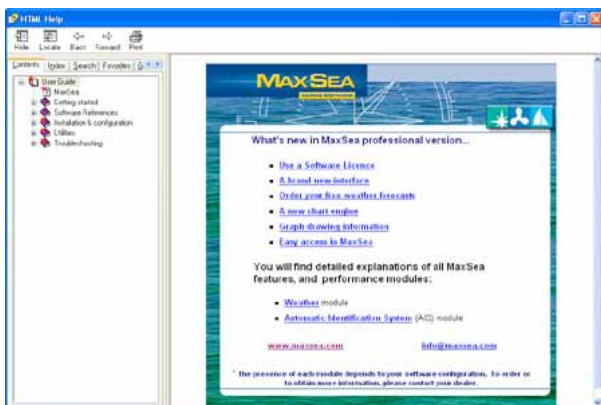 HTML Help
Hide Locate Back Forward Print
Contents Index Search Favorites
User Guide
MaxSea
Getting started
Software References
Installation & configuration
Utilities
Troubleshooting
MAXSEA
What's new in MaxSea professional version...
Use a Software Licence
A brand new interface
Order your free weather forecasts
A new chart engine
Graph drawing information
Easy access in MaxSea
You will find detailed explanations of all MaxSea
features, and performance modules:
Weather module
Automatic Identification System (AIS) module
www.maxsea.com info@maxsea.com
* The presence of each module depends to your software configuration. To order or
to obtain more information, please contact your dealer.